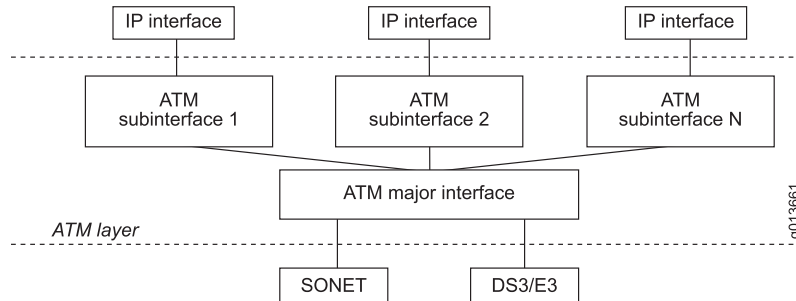 IP interface
IP interface
IP interface
ATM
subinterface 1
ATM
subinterface 2
ATM
subinterface N
ATM major interface
ATM layer
SONET
DS3/E3
g013661